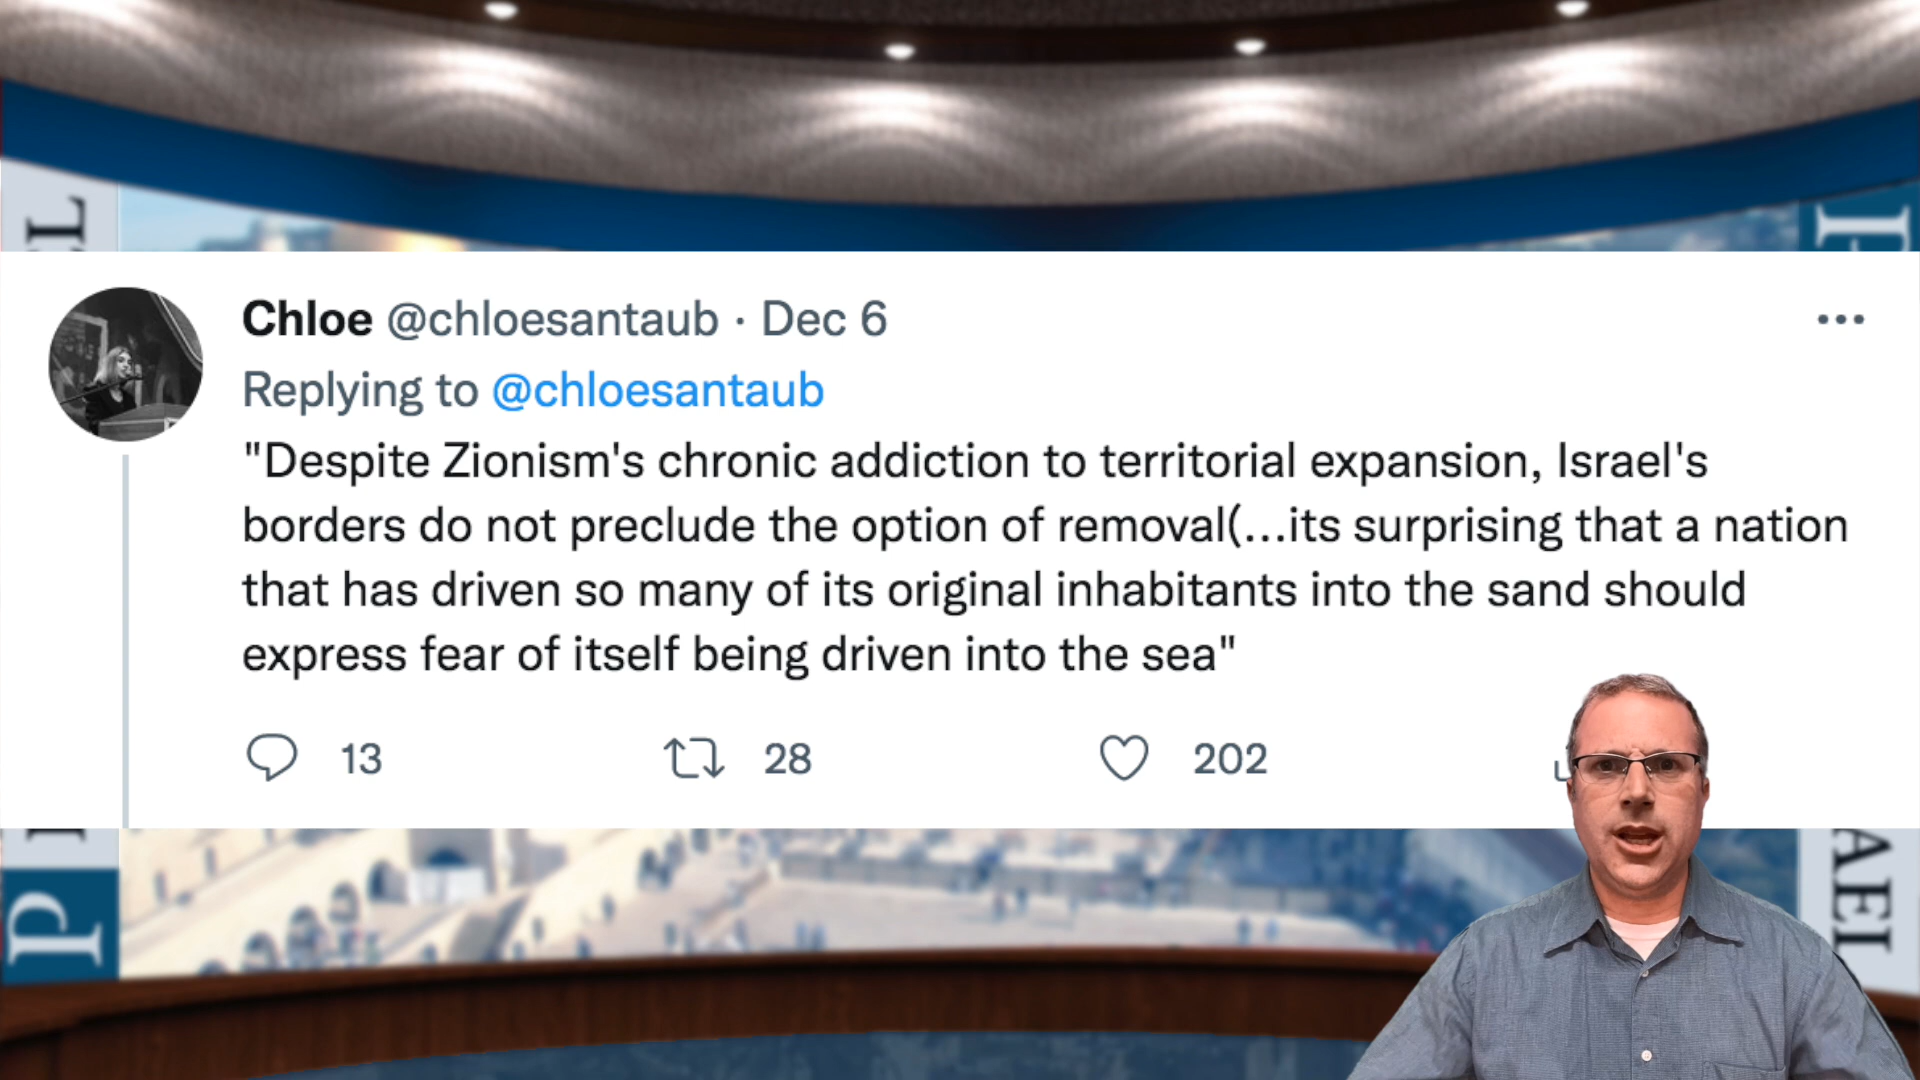 Chloe @chloesantaub · Dec 6
Replying to @chloesantaub
"Despite Zionism's chronic addiction to territorial expansion, Israel's
borders do not preclude the option of removal(...its surprising that a nation
that has driven so many of its original inhabitants into the sand should
express fear of itself being driven into the sea"
13 28 202